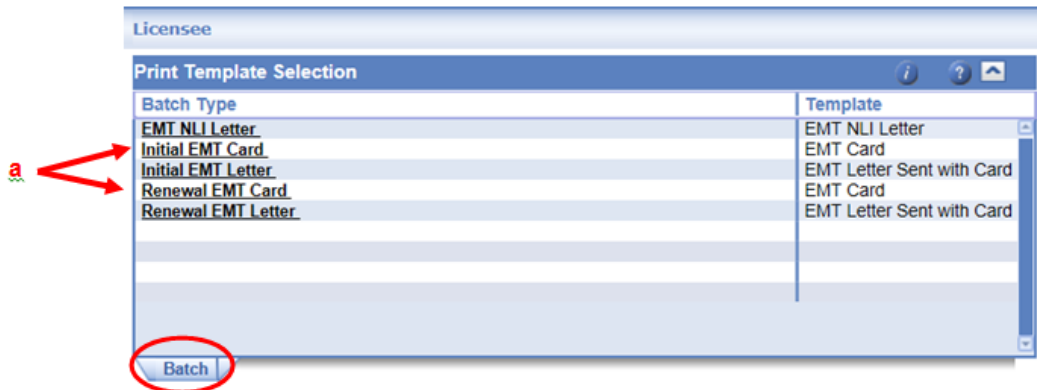 Licensee
Print Template Selection
i ?
Batch Type Template
EMT NLI Letter EMT NLI Letter
a Initial EMT Card EMT Card
Initial EMT Letter EMT Letter Sent with Card
Renewal EMT Card EMT Card
Renewal EMT Letter EMT Letter Sent with Card
Batch